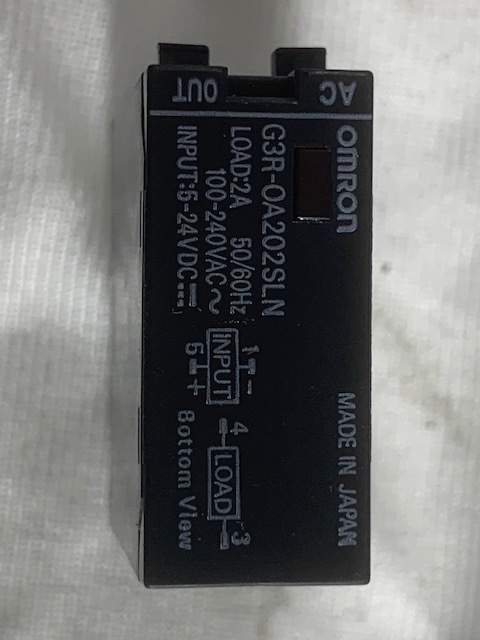 AC OUT
OMRON
G3R-OA202SLN
LOAD:2A 50/60Hz
100-240VAC～
INPUT:5-24VDC⎓
MADE IN JAPAN
1 -
INPUT
5 +
4 LOAD 3
Bottom View